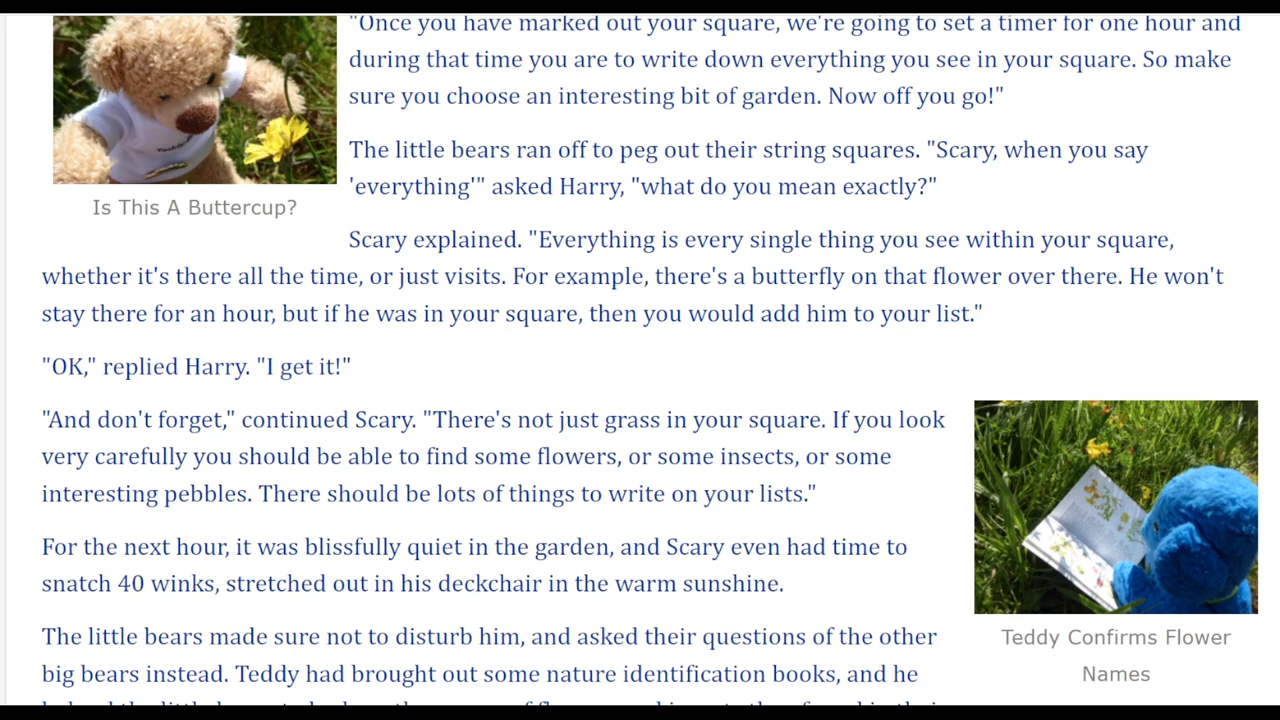 "Once you have marked out your square, we're going to set a timer for one hour and
during that time you are to write down everything you see in your square. So make
sure you choose an interesting bit of garden. Now off you go!"
The little bears ran off to peg out their string squares. "Scary, when you say
'everything'" asked Harry, "what do you mean exactly?"
Is This A Buttercup?
Scary explained. "Everything is every single thing you see within your square,
whether it's there all the time, or just visits. For example, there's a butterfly on that flower over there. He won't
stay there for an hour, but if he was in your square, then you would add him to your list."
"OK," replied Harry. "I get it!"
"And don't forget," continued Scary. "There's not just grass in your square. If you look
very carefully you should be able to find some flowers, or some insects, or some
interesting pebbles. There should be lots of things to write on your lists."
For the next hour, it was blissfully quiet in the garden, and Scary even had time to
snatch 40 winks, stretched out in his deckchair in the warm sunshine.
The little bears made sure not to disturb him, and asked their questions of the other
big bears instead. Teddy had brought out some nature identification books, and he
Teddy Confirms Flower
Names